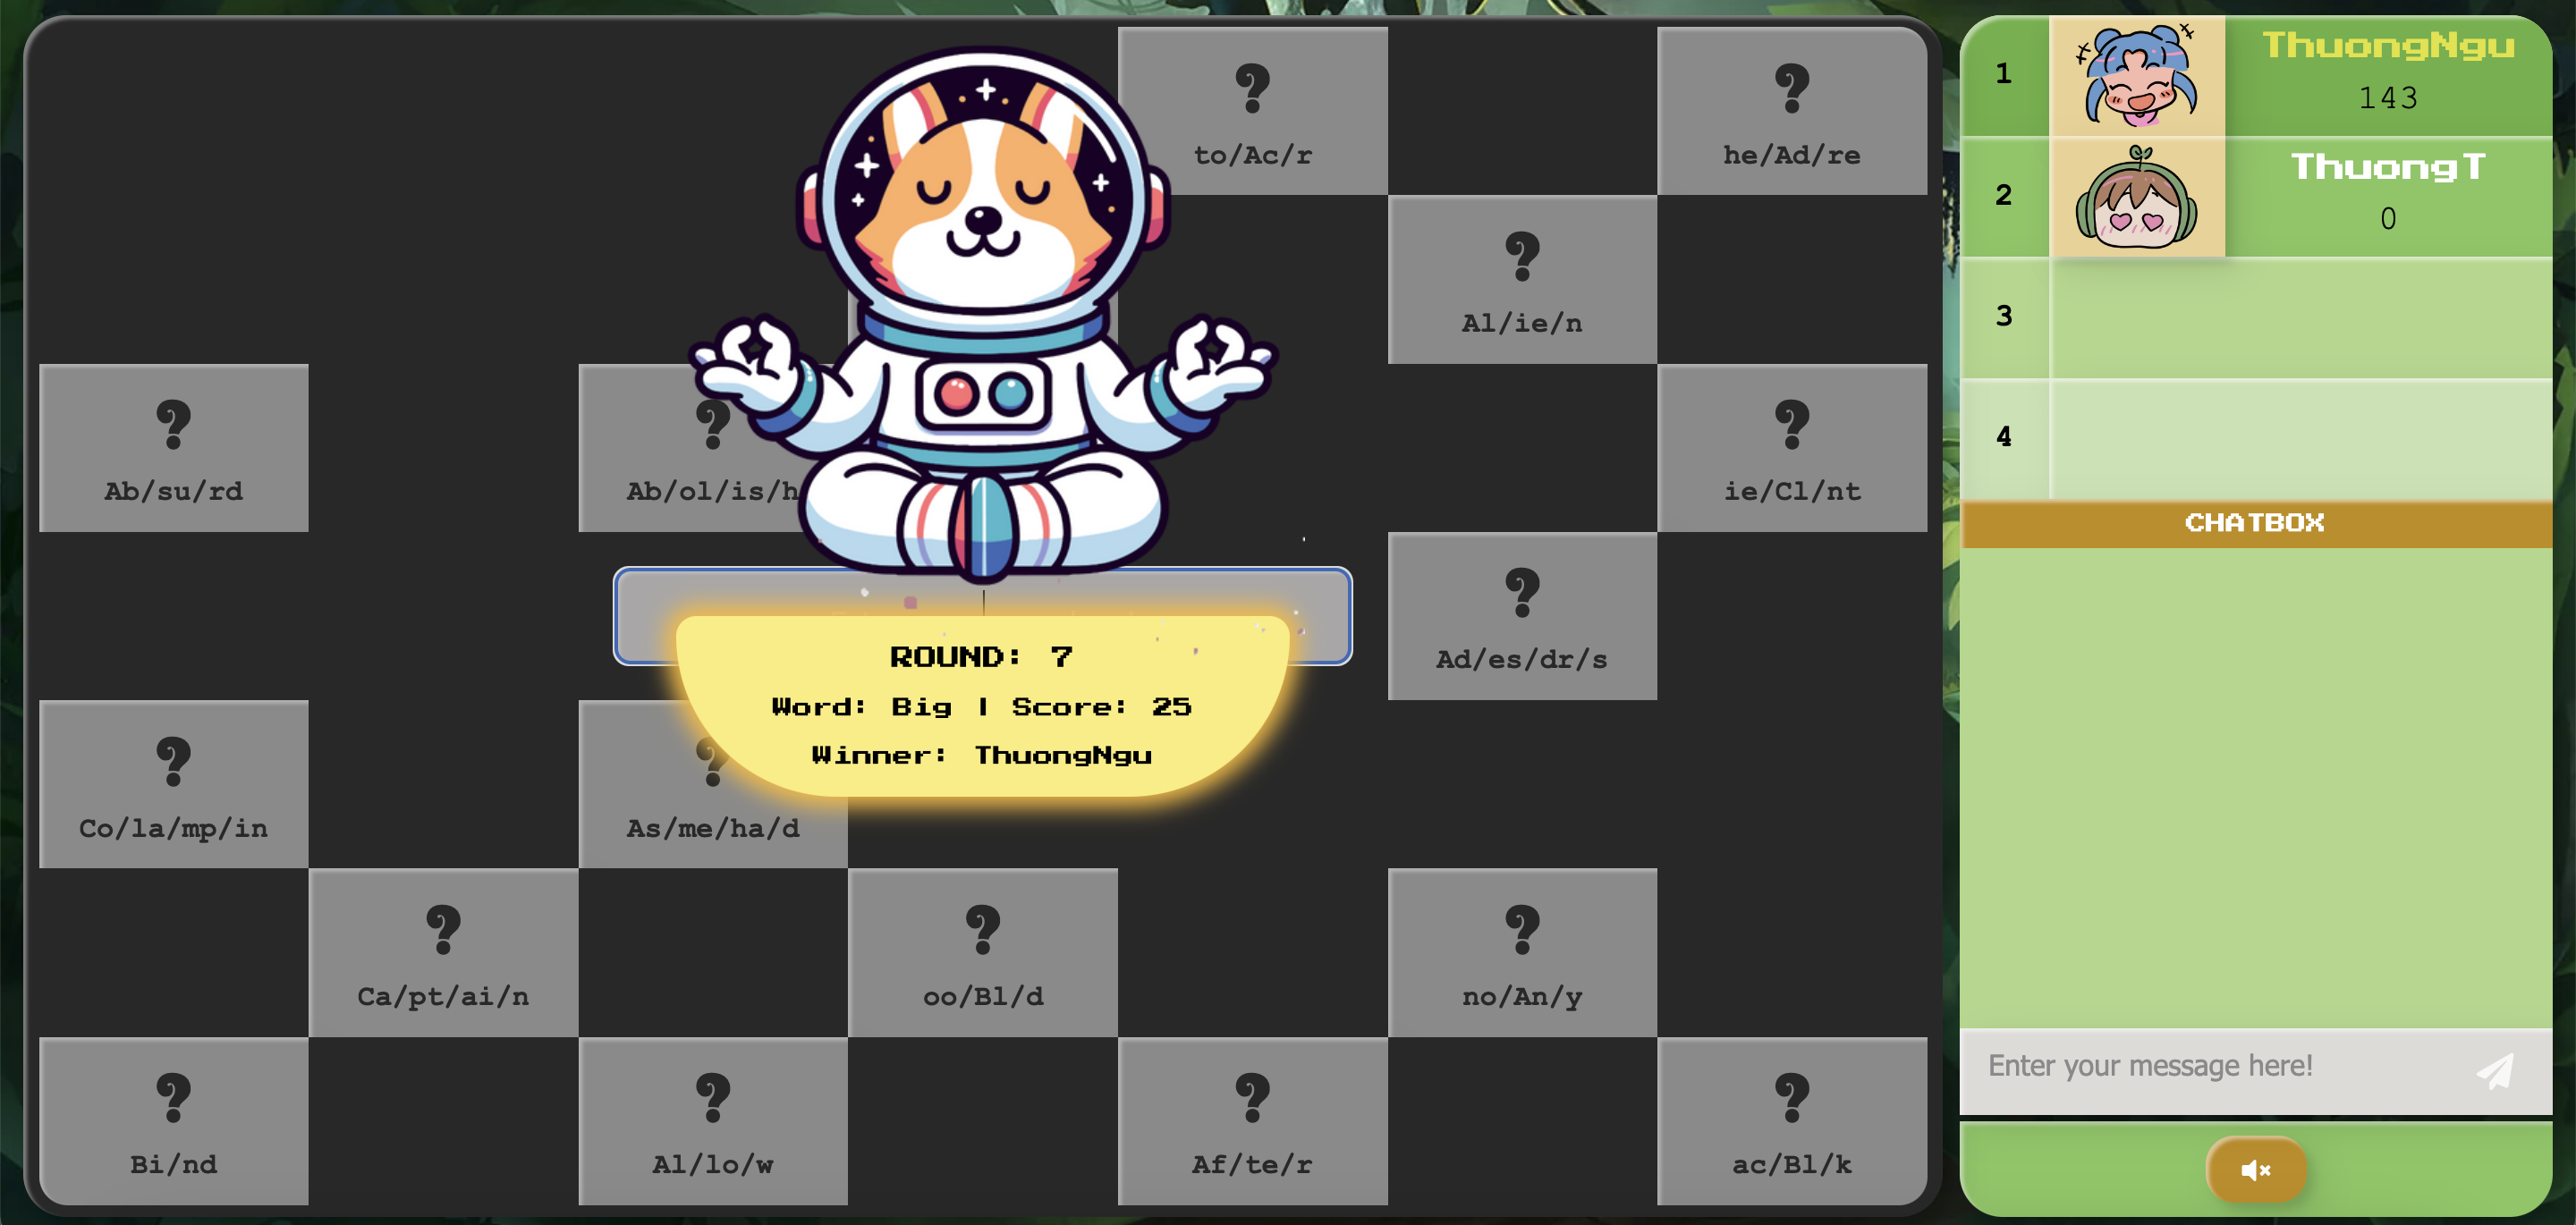 ?
to/Ac/r
?
he/Ad/re
?
Al/ie/n
?
Ab/su/rd
?
Ab/ol/is/h
?
ie/Cl/nt
?
Ad/es/dr/s
?
Co/la/mp/in
?
As/me/ha/d
?
Ca/pt/ai/n
?
oo/Bl/d
?
no/An/y
?
Bi/nd
?
Al/lo/w
?
Af/te/r
?
ac/Bl/k
ROUND: 7
Word: Big | Score: 25
Winner: ThuongNgu
1
ThuongNgu
143
2
ThuongT
0
3
4
CHATBOX
Enter your message here!